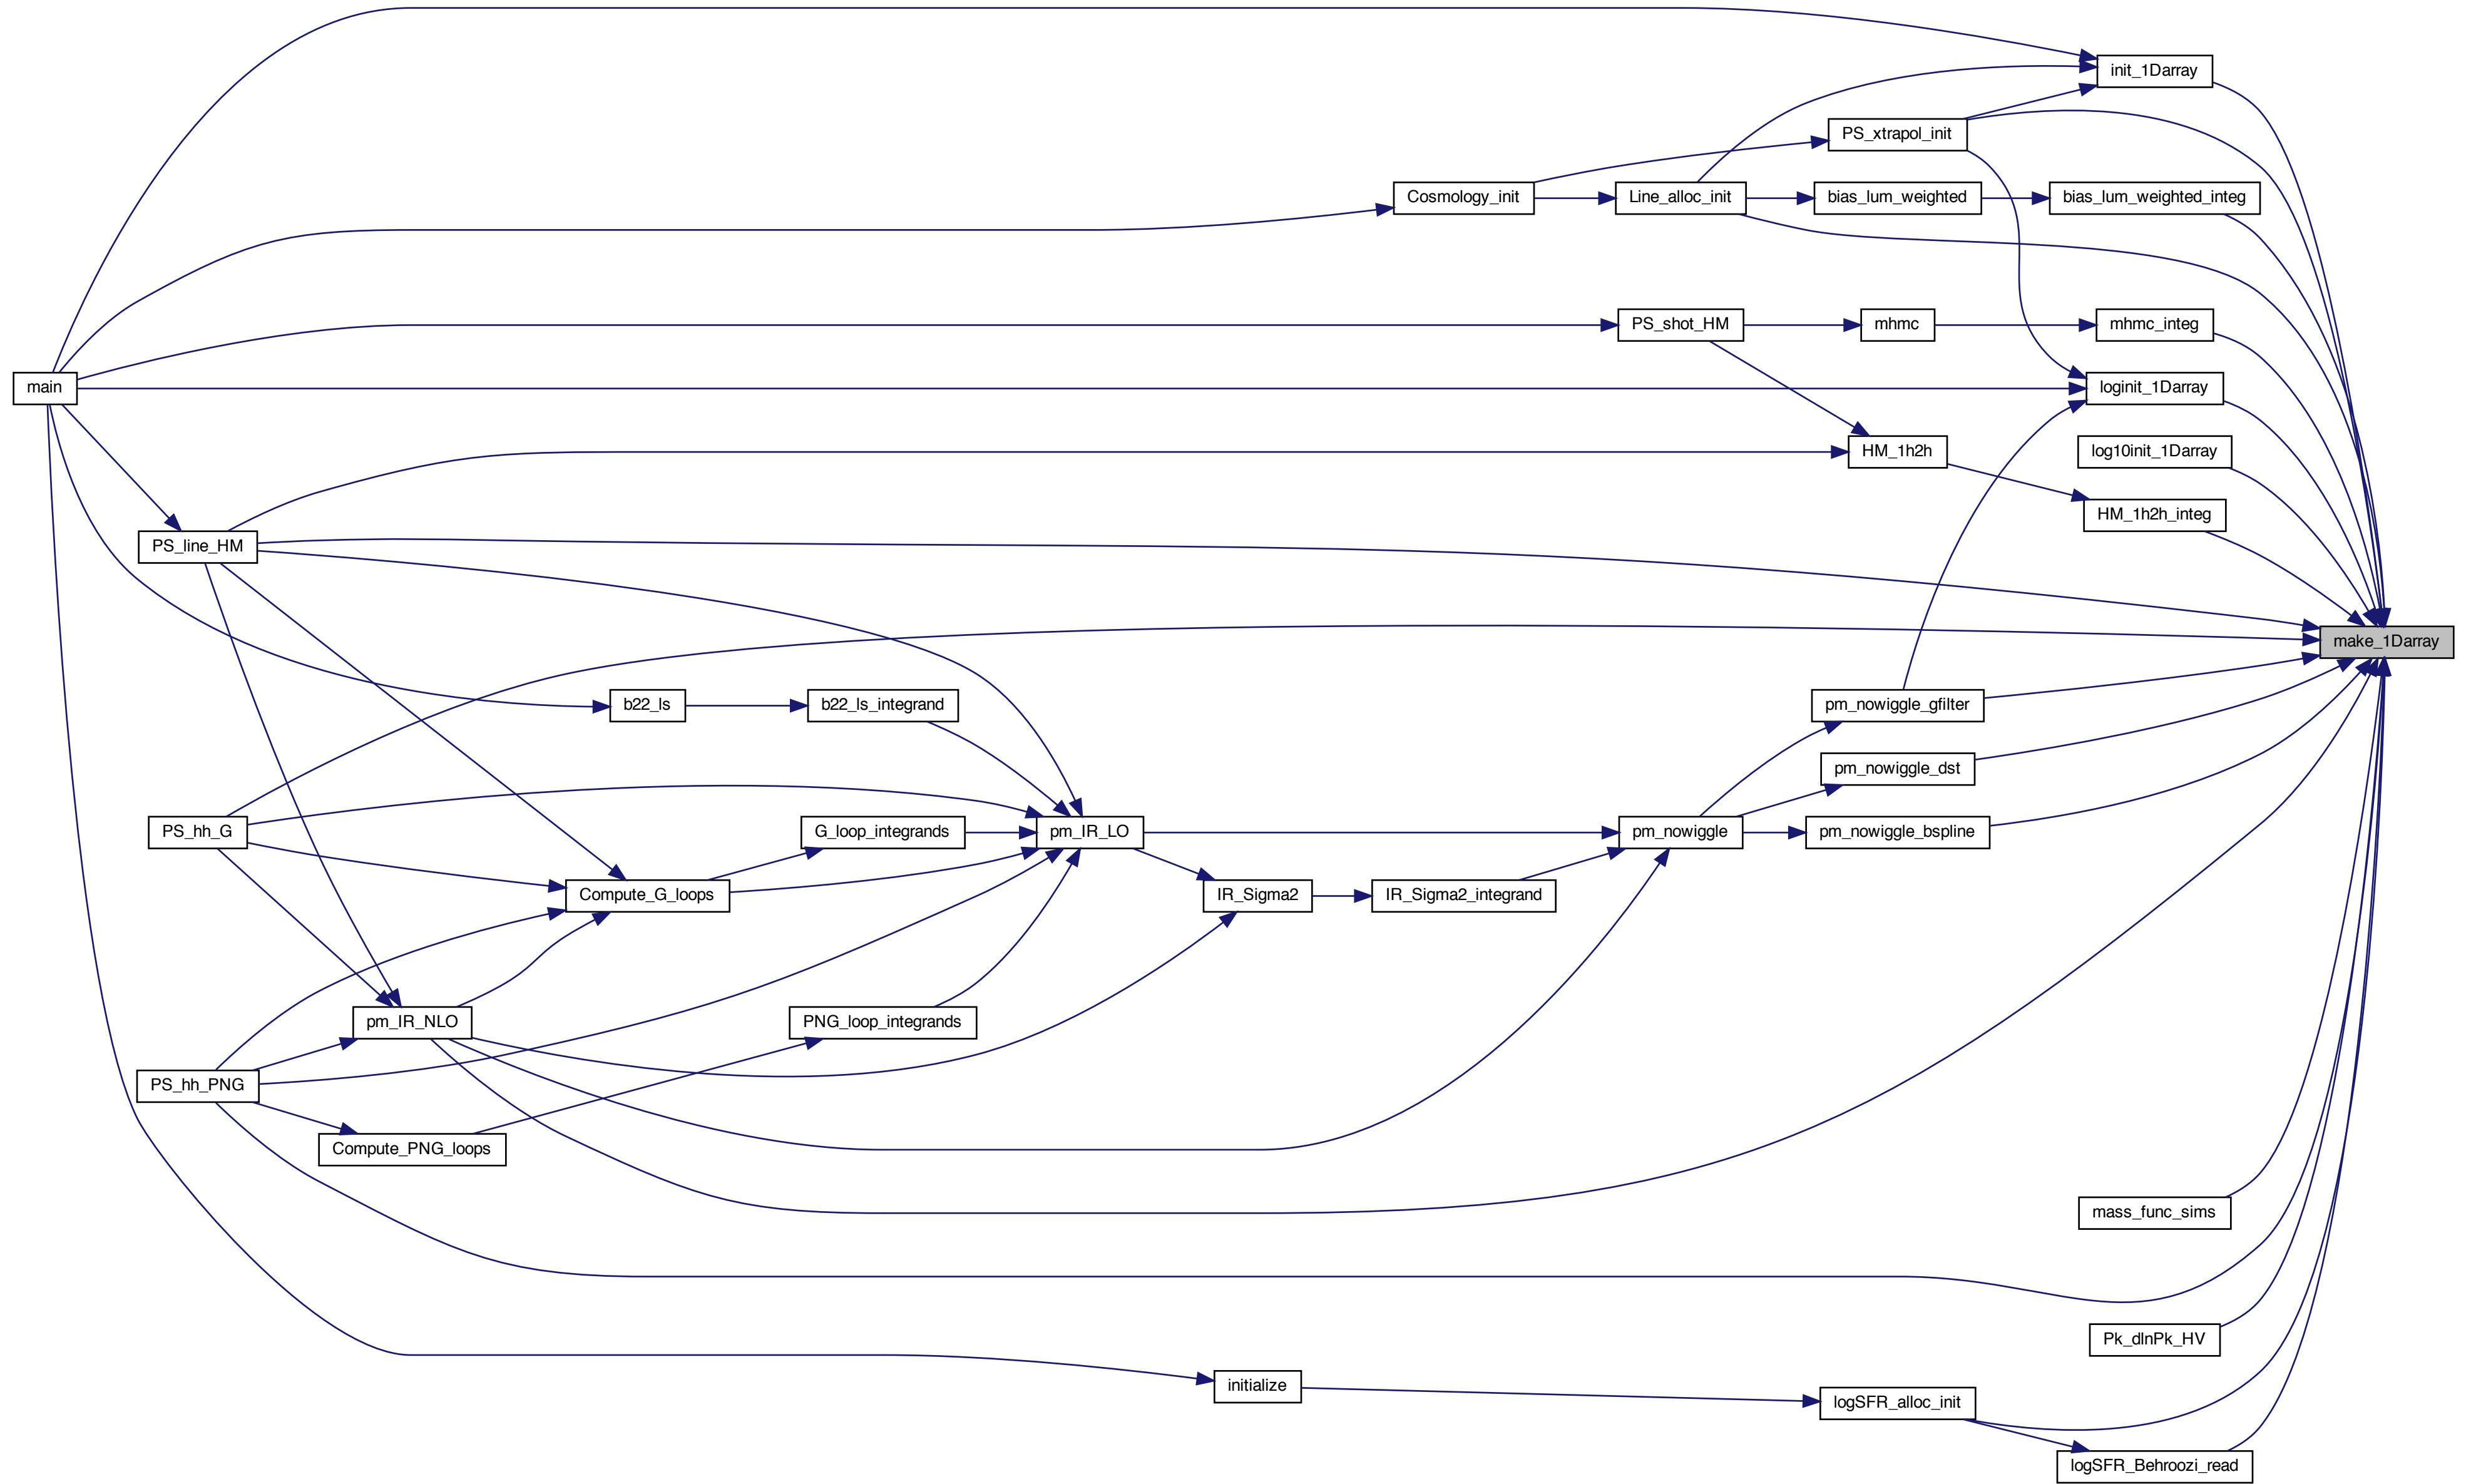 init_1Darray
PS_xtrapol_init
Cosmology_init
Line_alloc_init
bias_lum_weighted
bias_lum_weighted_integ
PS_shot_HM
mhmc
mhmc_integ
main
loginit_1Darray
HM_1h2h
log10init_1Darray
HM_1h2h_integ
PS_line_HM
make_1Darray
b22_ls
b22_ls_integrand
pm_nowiggle_gfilter
pm_nowiggle_dst
PS_hh_G
G_loop_integrands
pm_IR_LO
pm_nowiggle
pm_nowiggle_bspline
Compute_G_loops
IR_Sigma2
IR_Sigma2_integrand
pm_IR_NLO
PNG_loop_integrands
PS_hh_PNG
Compute_PNG_loops
mass_func_sims
Pk_dlnPk_HV
initialize
logSFR_alloc_init
logSFR_Behroozi_read